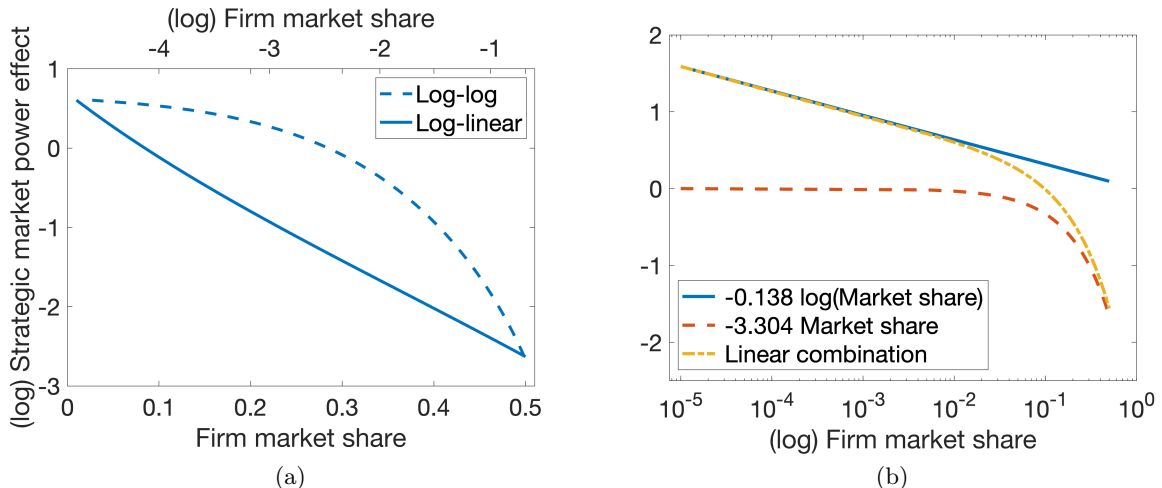 (log) Firm market share
-4 -3 -2 -1
(log) Strategic market power effect
1
0
-1
-2
-3
Log-log
Log-linear
0 0.1 0.2 0.3 0.4 0.5
Firm market share
(a)
2
1
0
-1
-2
-0.138 log(Market share)
-3.304 Market share
Linear combination
10^-5 10^-4 10^-3 10^-2 10^-1 10^0
(log) Firm market share
(b)